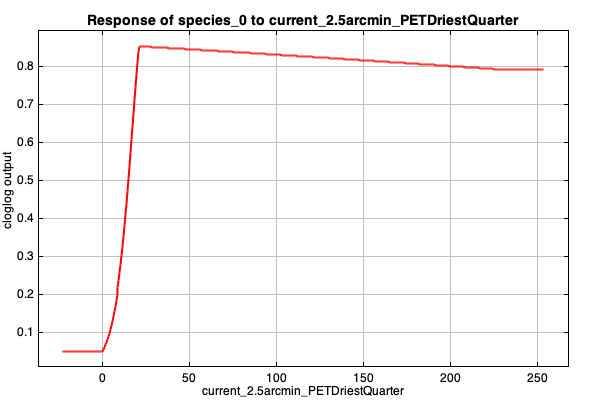 Response of species_0 to current_2.5arcmin_PETDriestQuarter
cloglog output
0.8
0.7
0.6
0.5
0.4
0.3
0.2
0.1
0 50 100 150 200 250
current_2.5arcmin_PETDriestQuarter